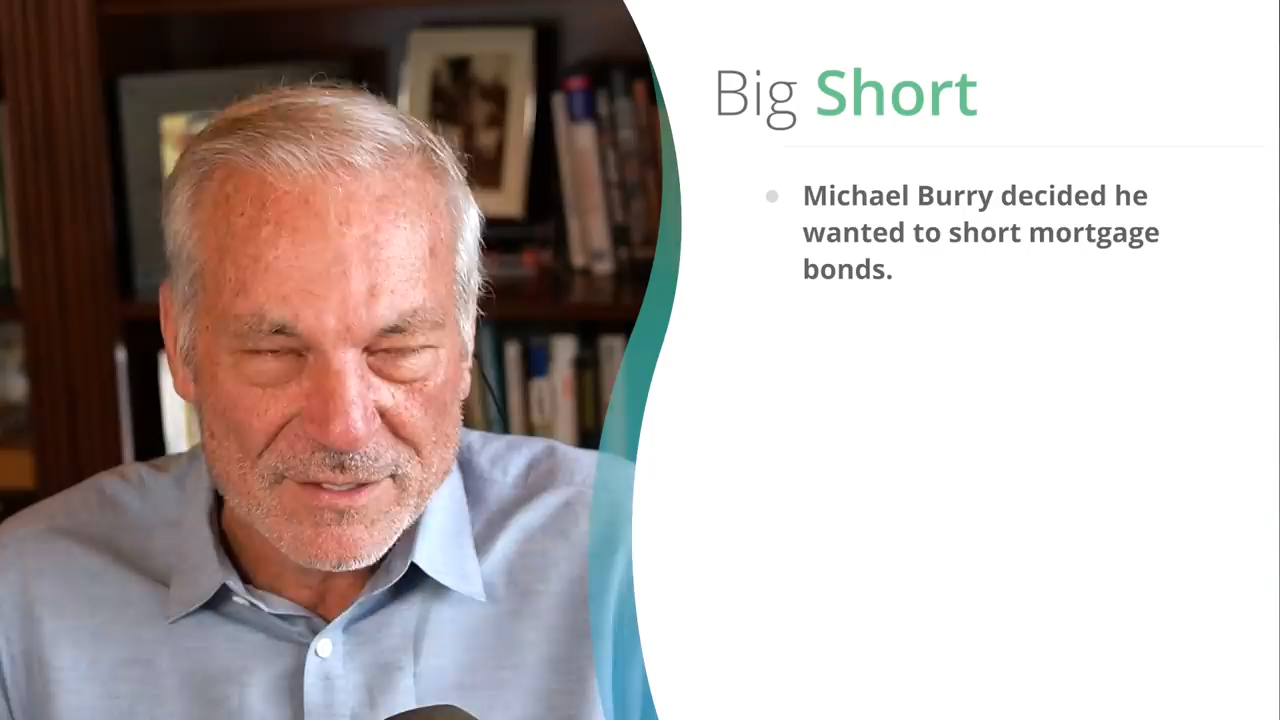 Big Short
Michael Burry decided he
wanted to short mortgage
bonds.